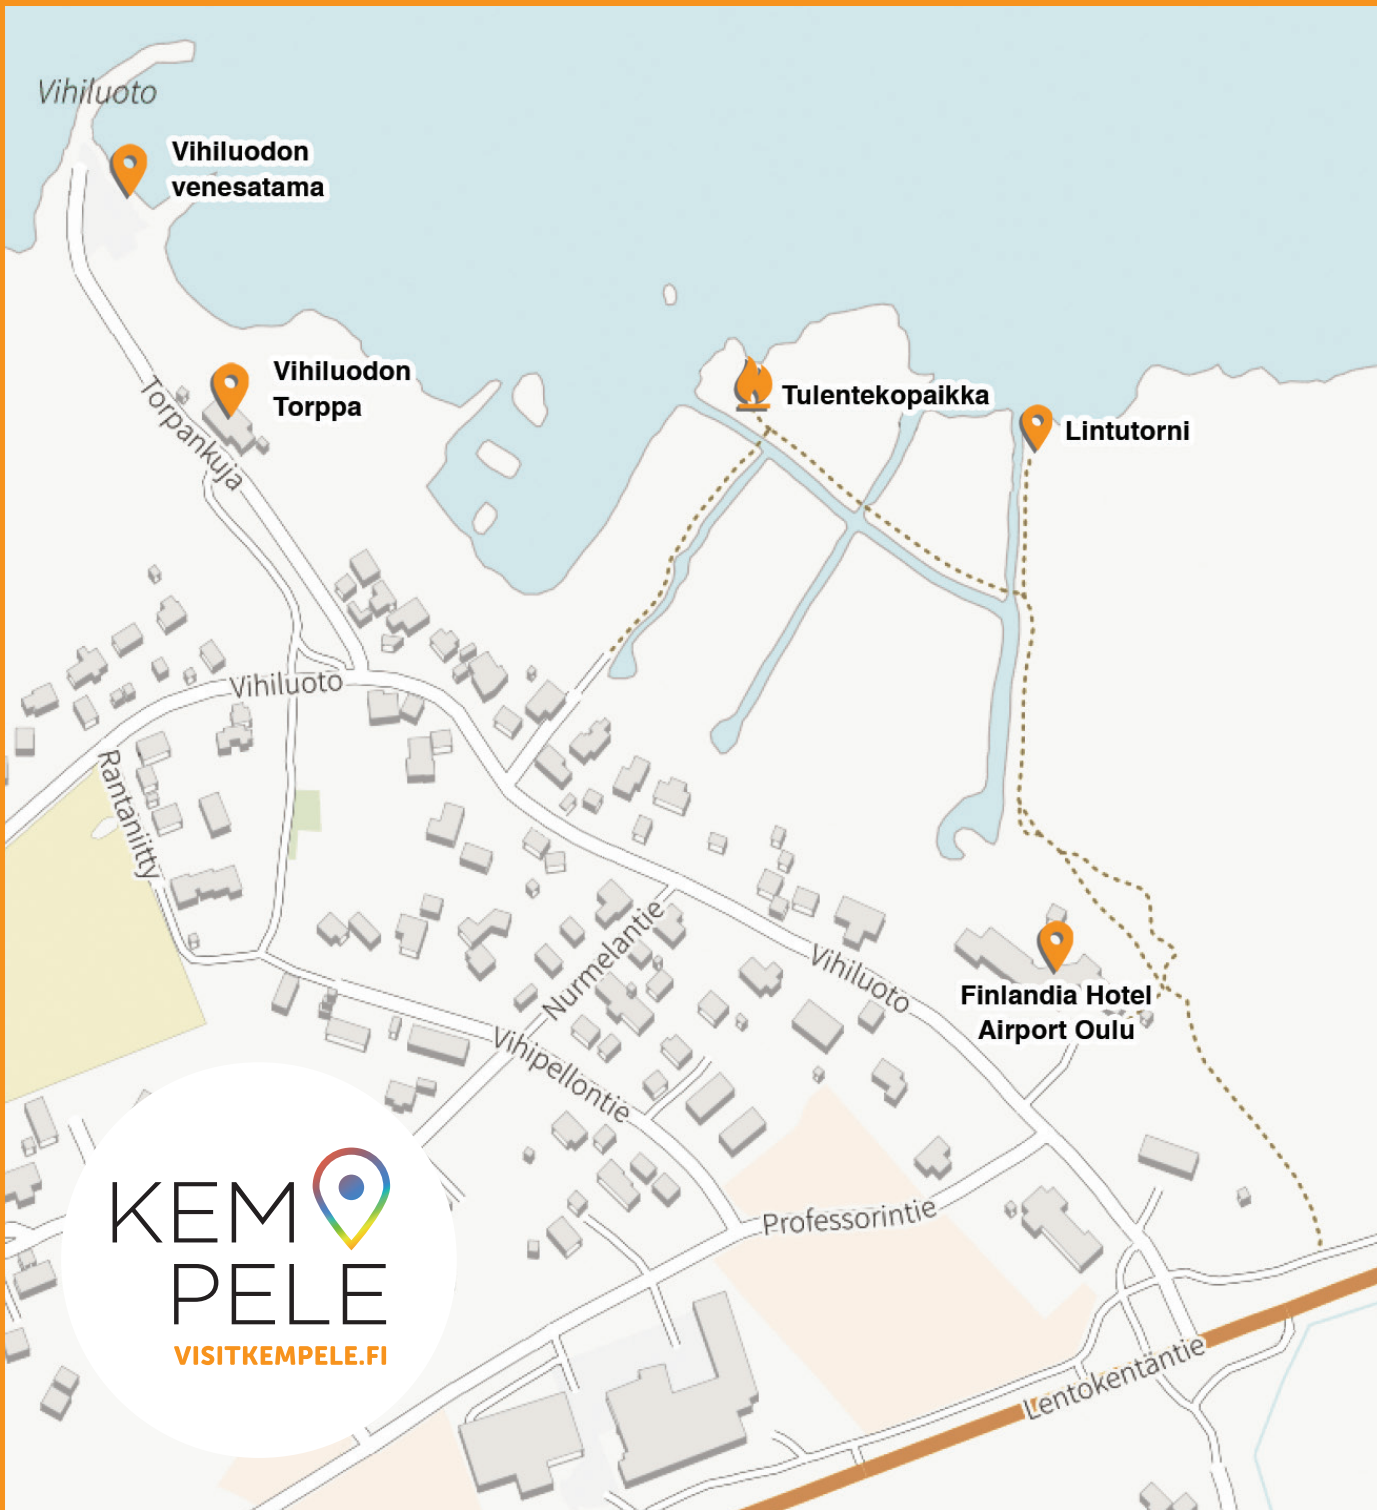 Vihiluoto
Vihiluodon
venesatama
Vihiluodon
Torppa
Tulentekopaikka
Lintutorni
Torpankuja
Vihiluoto
Rantaniitty
Nurmelantie
Vihiluoto
Finlandia Hotel
Airport Oulu
Vihipellontie
Professorintie
KEM
PELE
VISITKEMPELE.FI
Lentokentäntie